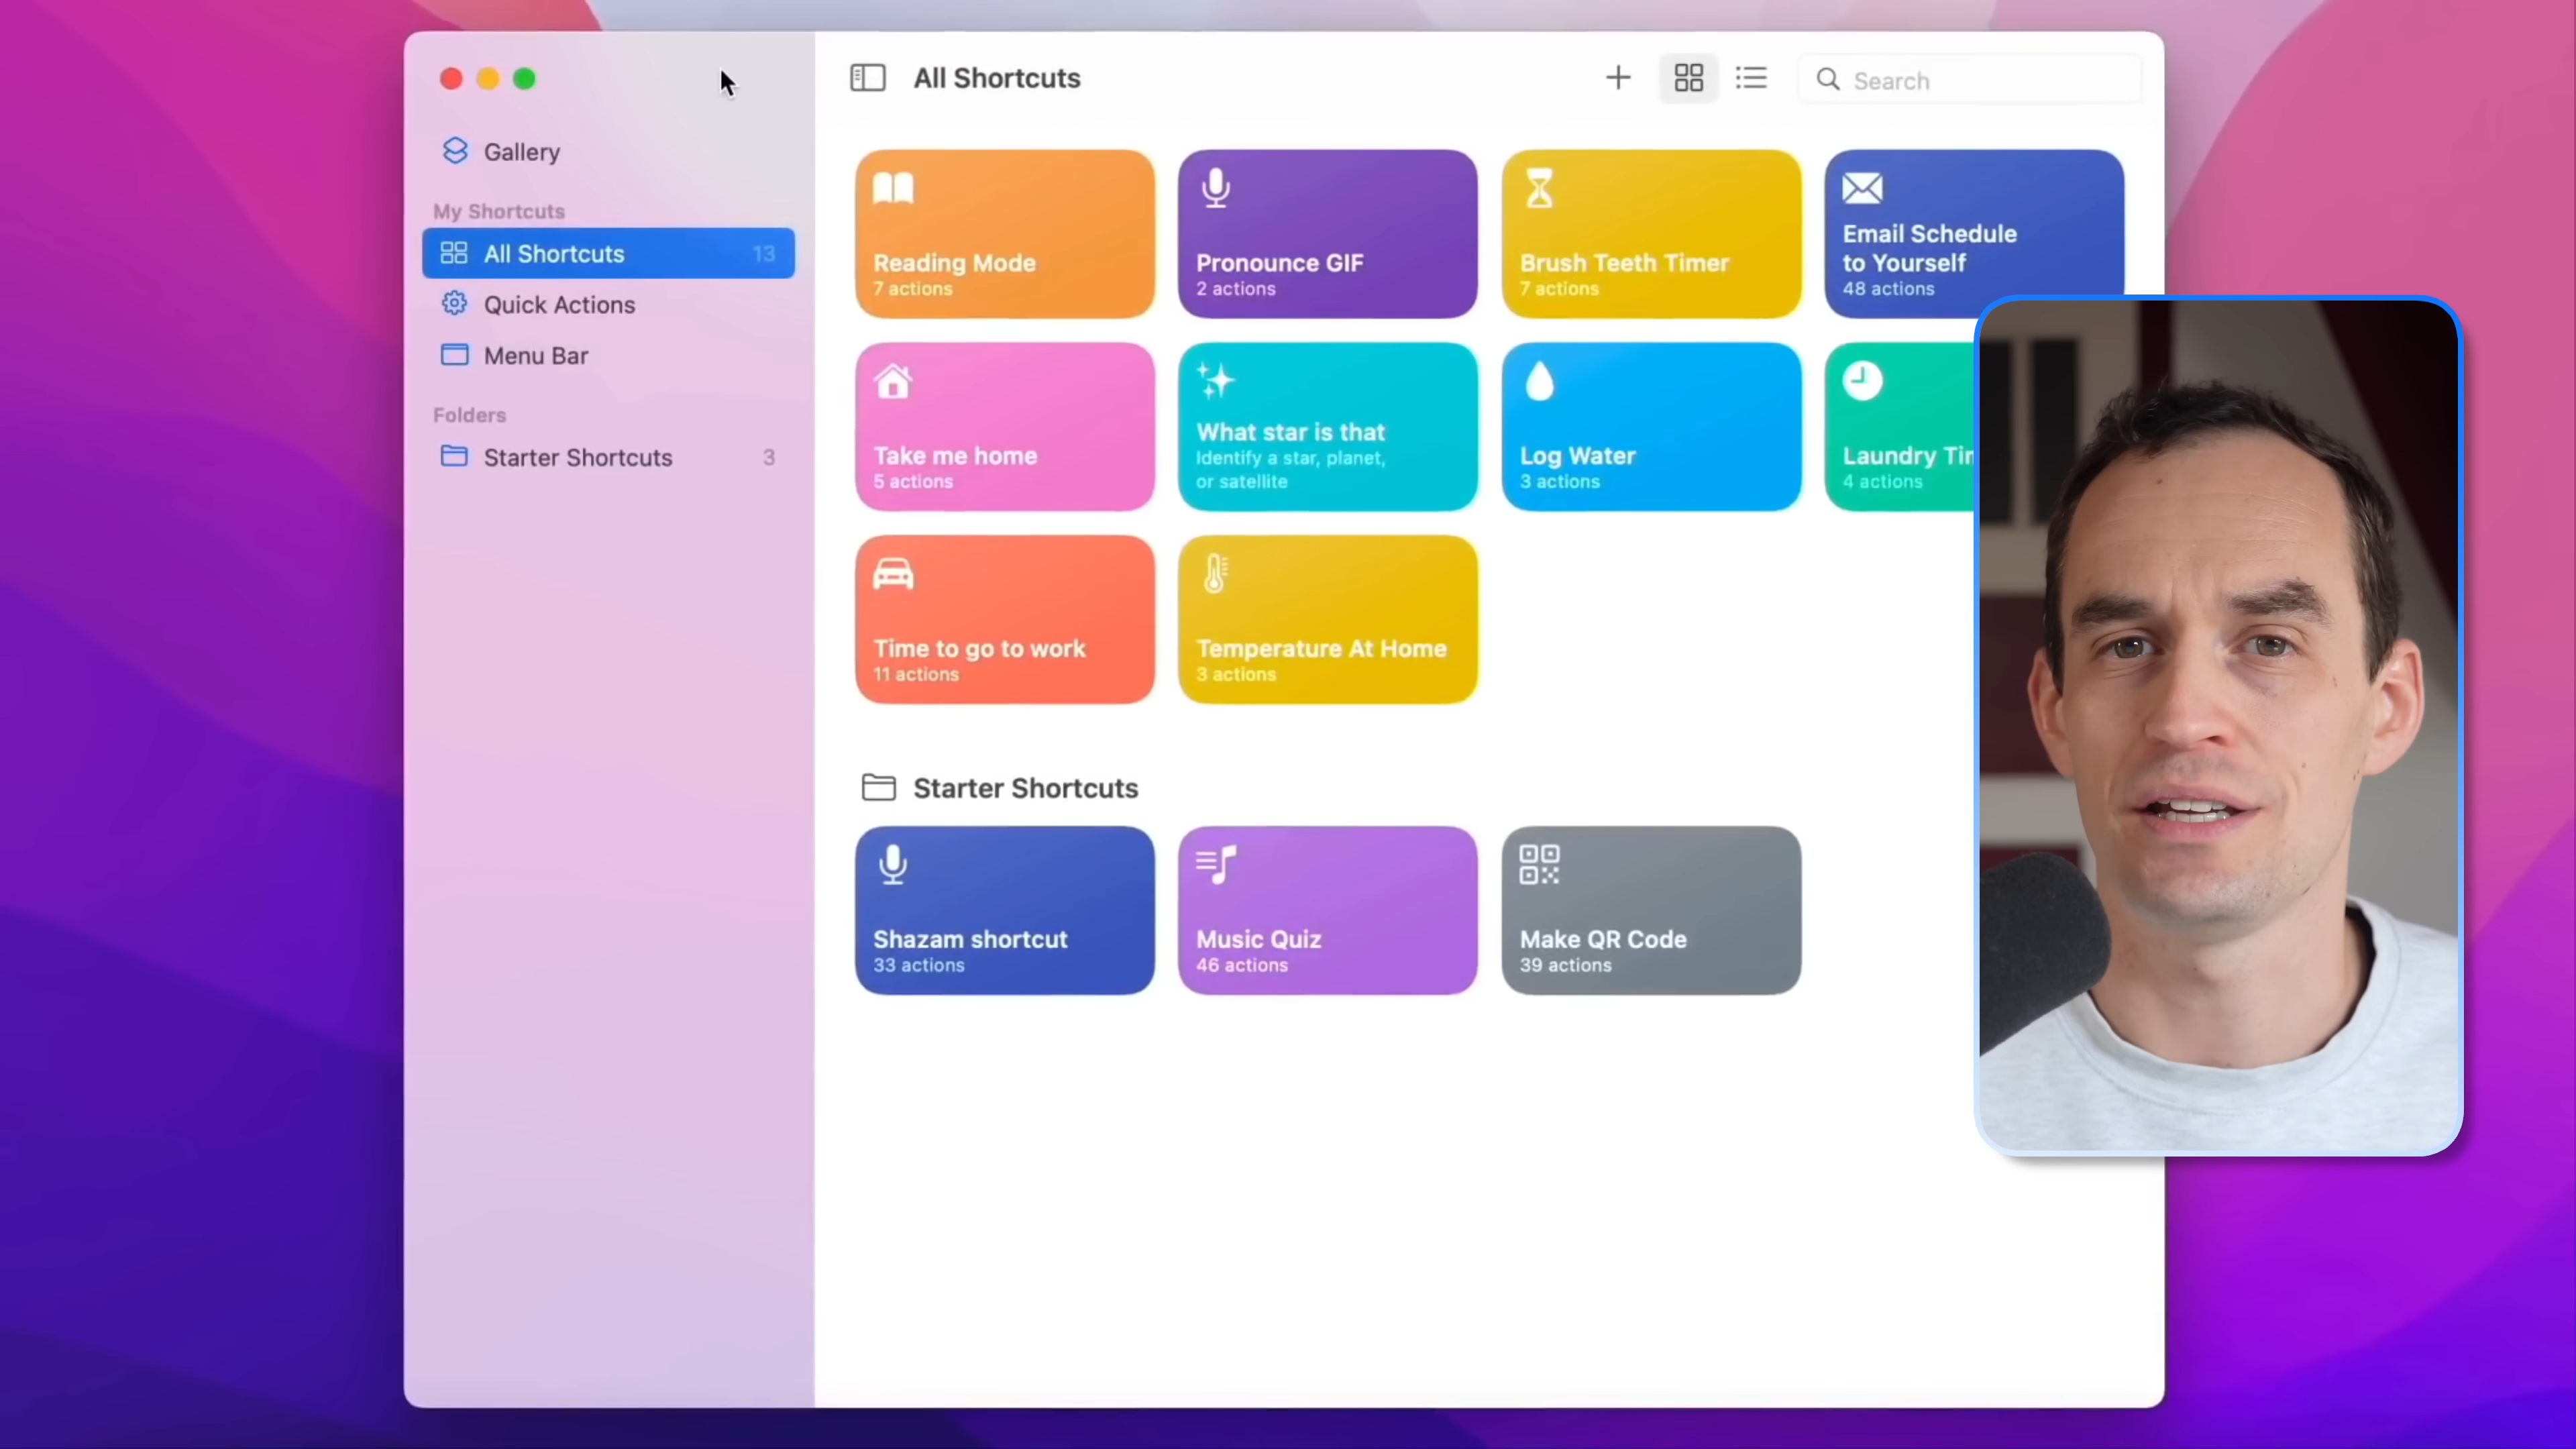 Gallery
My Shortcuts
All Shortcuts 13
Quick Actions
Menu Bar
Folders
Starter Shortcuts 3
All Shortcuts
Search
Reading Mode
7 actions
Pronounce GIF
2 actions
Brush Teeth Timer
7 actions
Email Schedule
to Yourself
48 actions
Take me home
5 actions
What star is that
Identify a star, planet,
or satellite
Log Water
3 actions
Laundry
4 actions
Time to go to work
11 actions
Temperature At Home
3 actions
Starter Shortcuts
Shazam shortcut
33 actions
Music Quiz
46 actions
Make QR Code
39 actions